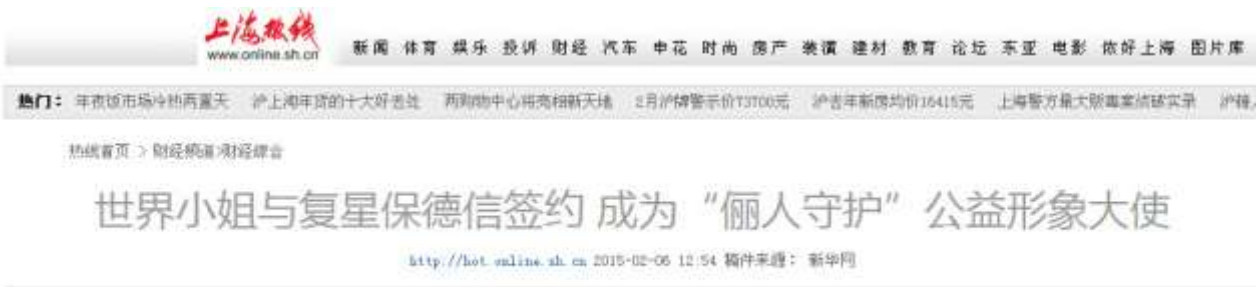 上海热线
新闻 体育 娱乐 投诉 财经 汽车 申花 时尚 房产 装潢 建材 教育 论坛 东亚 电影 侬好上海 图片库
www.online.sh.cn
热门： 年夜饭市场冷热两重天 沪上淘年货的十大好去处 两购物中心将亮相新天地 2月沪牌警示价73700元 沪去年新房均价16415元 上海警方最大贩毒案侦破实录
热线首页 > 财经频道>财经综合
世界小姐与复星保德信签约 成为“俪人守护”公益形象大使
http://hot.online.sh.cn 2015-02-06 12:54 稿件来源： 新华网